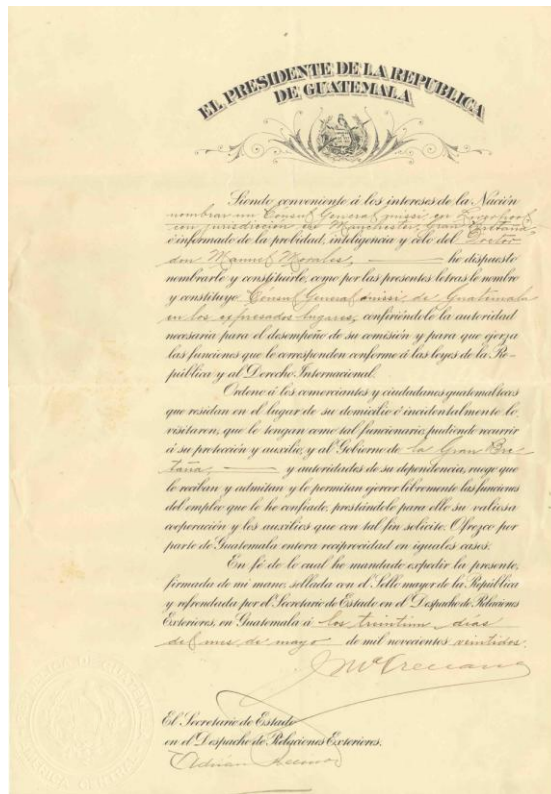 EL PRESIDENTE DE LA REPUBLICA
DE GUATEMALA
Siendo conveniente á los intereses de la Nación
nombrar un Consul General missi en Liverpool
con jurisdiccion en Manchester, Gran Bretaña
é informado de la probidad, inteligencia y celo del Doctor
don Manuel Morales, he dispuesto
nombrarle y constituirle, como por las presentes letras le nombro
y constituyo Cónsul General missi de Guatemala
en los expresados lugares, confiriéndole la autoridad
necesaria para el desempeño de su comisión y para que ejerza
las funciones que le corresponden conforme á las leyes de la Re-
pública y al Derecho Internacional.
Ordeno á los comerciantes y ciudadanos guatemaltecos
que residan en el lugar de su domicilio ó incidentalmente lo
visitaren, que le tengan como tal funcionario, pudiendo recurrir
á su protección y auxilio, y al Gobierno de la Gran Bre-
taña, y autoridades de su dependencia, ruego que
le reciban y admitan y le permitan ejercer libremente las funciones
del empleo que le he confiado, prestándole para ello su valiosa
cooperación y los auxilios que con tal fin solicite. Ofrezco por
parte de Guatemala entera reciprocidad en iguales casos.
En fé de lo cual he mandado expedir la presente,
firmada de mi mano, sellada con el Sello mayor de la República
y refrendada por el Secretario de Estado en el Despacho de Relaciones
Exteriores, en Guatemala á los treintiun días
del mes de mayo de mil novecientos veintidos.
El Secretario de Estado
en el Despacho de Relaciones Exteriores,
Adrián Recinos